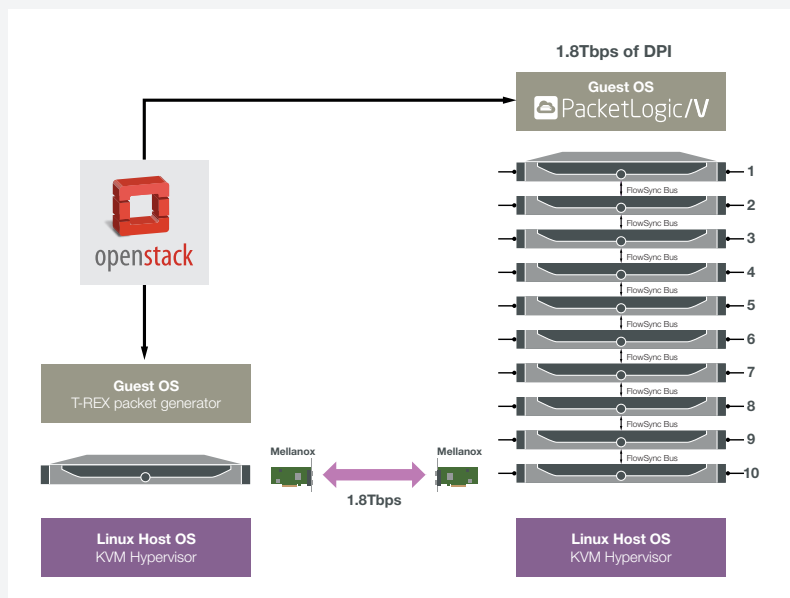 1.8Tbps of DPI
Guest OS
PacketLogic/V
1
FlowSync Bus
2
FlowSync Bus
3
FlowSync Bus
4
FlowSync Bus
5
FlowSync Bus
6
FlowSync Bus
7
FlowSync Bus
8
FlowSync Bus
9
FlowSync Bus
10
openstack
Guest OS
T-REX packet generator
Mellanox
Mellanox
1.8Tbps
Linux Host OS
KVM Hypervisor
Linux Host OS
KVM Hypervisor